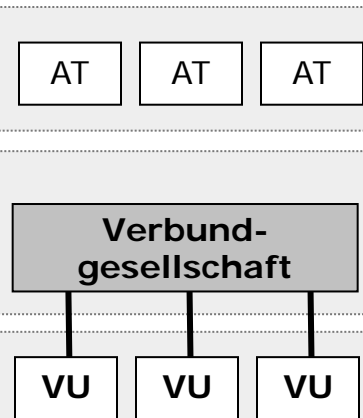 AT AT AT
Verbund-
gesellschaft
VU VU VU